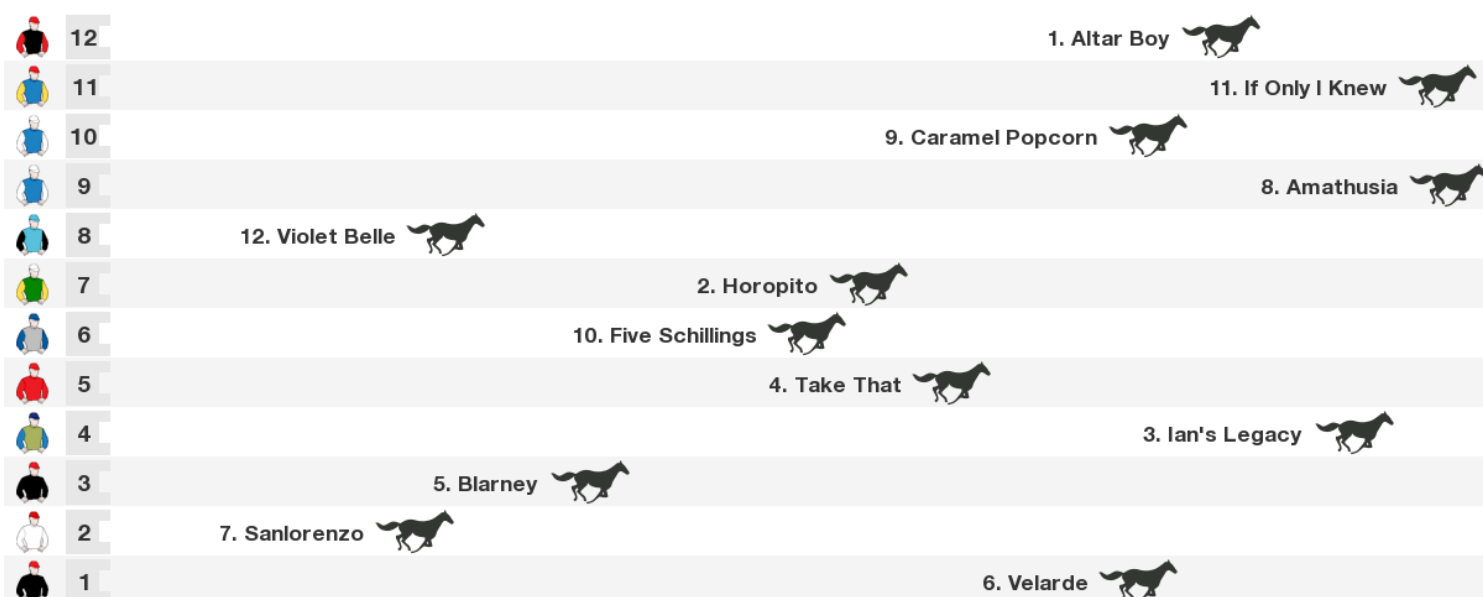 12 1. Altar Boy
11 11. If Only I Knew
10 9. Caramel Popcorn
9 8. Amathusia
8 12. Violet Belle
7 2. Horopito
6 10. Five Schillings
5 4. Take That
4 3. Ian's Legacy
3 5. Blarney
2 7. Sanlorenzo
1 6. Velarde